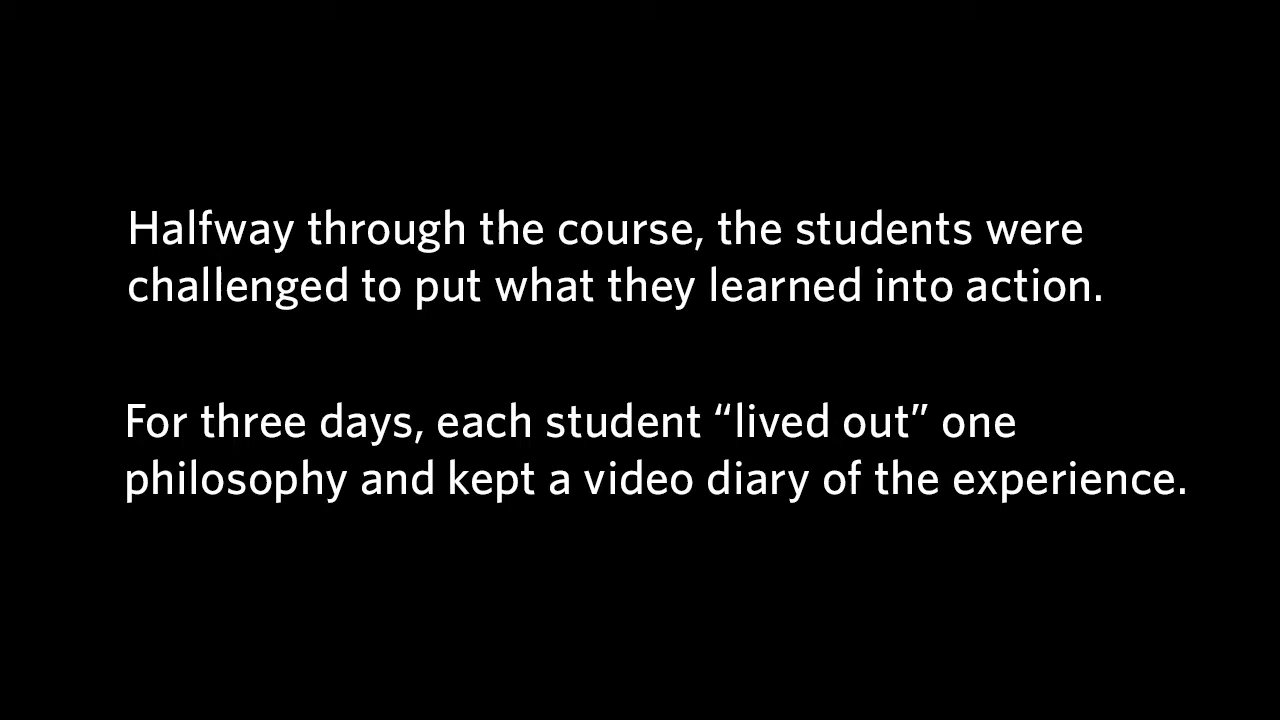 Halfway through the course, the students were
challenged to put what they learned into action.
For three days, each student “lived out” one
philosophy and kept a video diary of the experience.